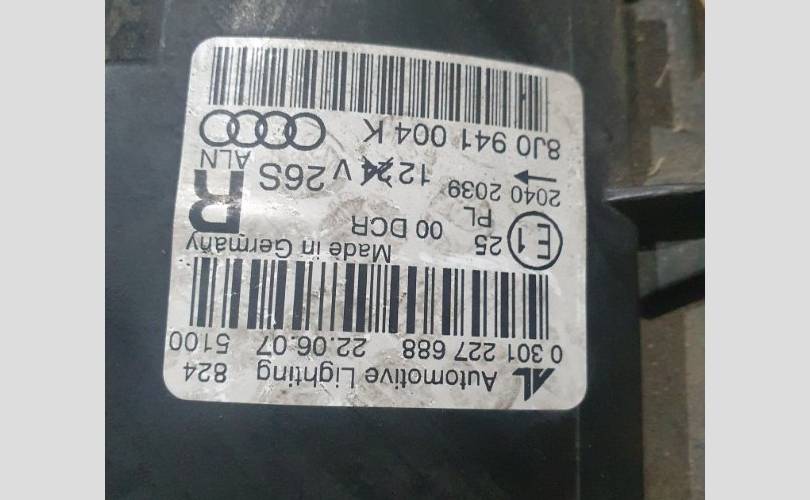 Automotive Lighting 824
0 301 227 688 22.06.07 5100
Made in Germany
E1 25 PL 00 DCR R
2040 2039 12 24 V 26S ALN
8J0 941 004 K